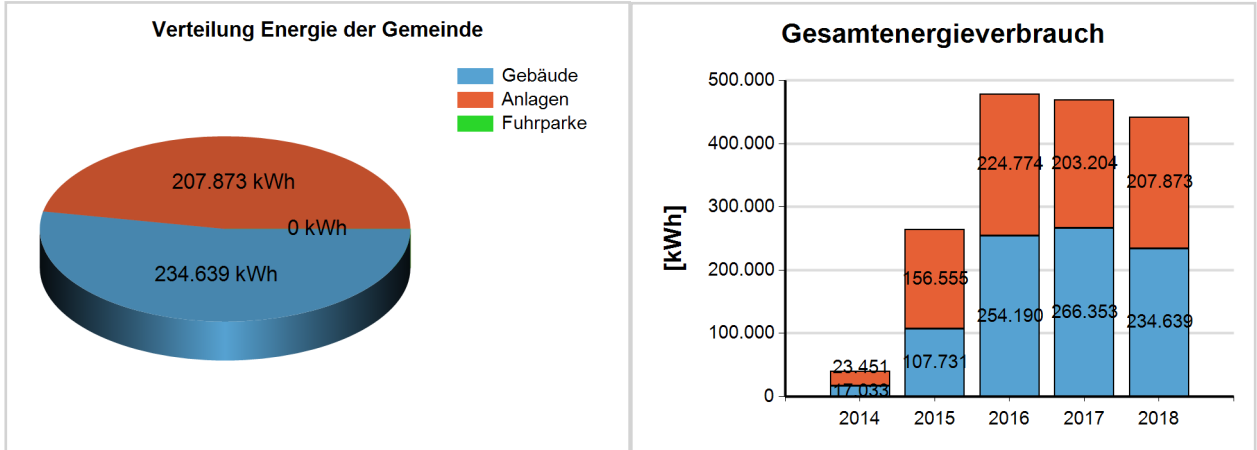 Verteilung Energie der Gemeinde
Gebäude
Anlagen
Fuhrparke
207.873 kWh
0 kWh
234.639 kWh
Gesamtenergieverbrauch
[kWh]
500.000
400.000
300.000
200.000
100.000
0
23.451
17.033
156.555
107.731
224.774
254.190
203.204
266.353
207.873
234.639
2014 2015 2016 2017 2018